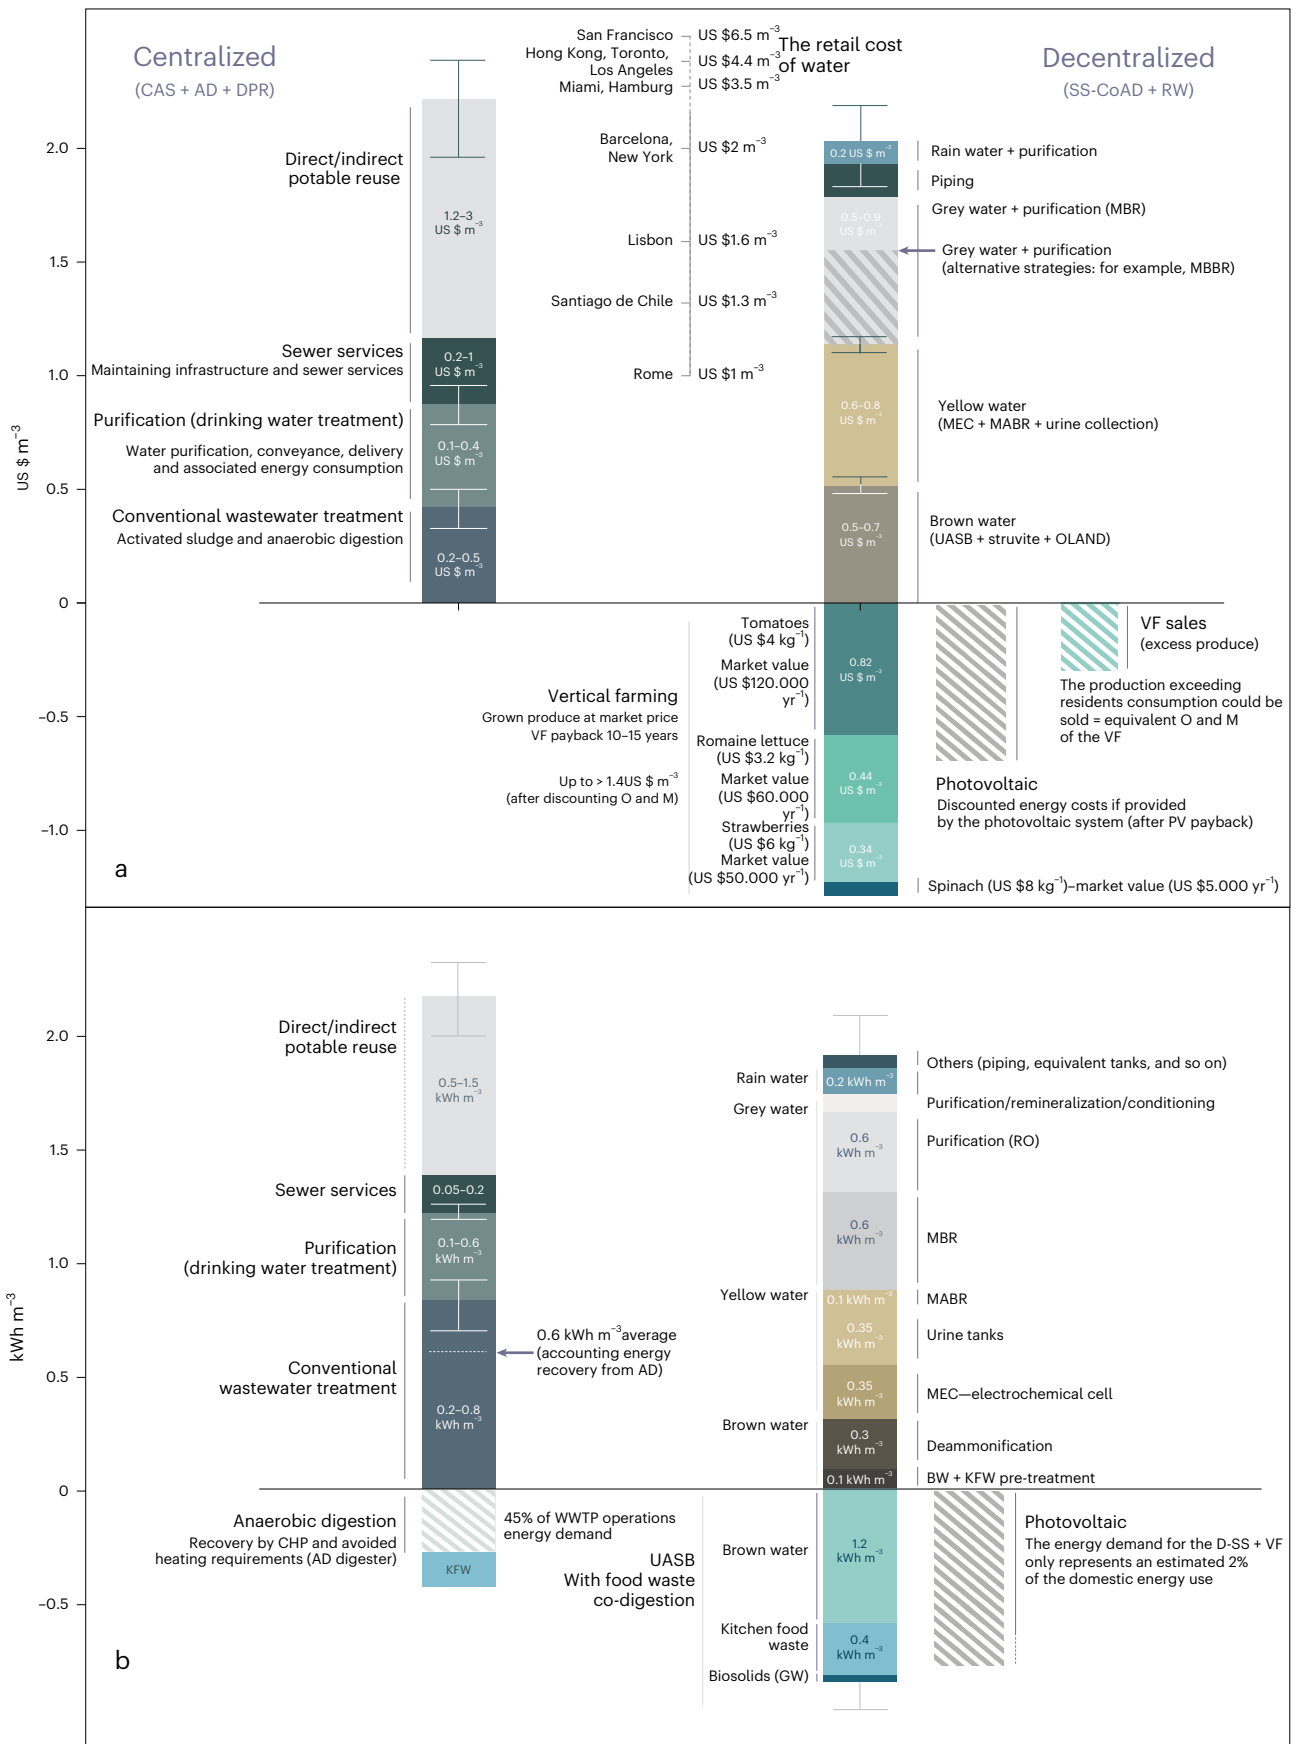 Centralized
(CAS + AD + DPR)
San Francisco
US $6.5 m⁻³
Hong Kong, Toronto,
Los Angeles
US $4.4 m⁻³
Miami, Hamburg
US $3.5 m⁻³
The retail cost
of water
Barcelona,
New York
US $2 m⁻³
Lisbon
US $1.6 m⁻³
Santiago de Chile
US $1.3 m⁻³
Rome
US $1 m⁻³
Decentralized
(SS-CoAD + RW)
US $ m⁻³
2.0
1.5
1.0
0.5
0
–0.5
–1.0
Direct/indirect
potable reuse
1.2–3
US $ m⁻³
Sewer services
Maintaining infrastructure and sewer services
0.2–1
US $ m⁻³
Purification (drinking water treatment)
Water purification, conveyance, delivery
and associated energy consumption
0.1–0.4
US $ m⁻³
Conventional wastewater treatment
Activated sludge and anaerobic digestion
0.2–0.5
US $ m⁻³
0.2 US $ m⁻³
Rain water + purification
Piping
0.5–0.9
US $ m⁻³
Grey water + purification (MBR)
Grey water + purification
(alternative strategies: for example, MBBR)
0.6–0.8
US $ m⁻³
Yellow water
(MEC + MABR + urine collection)
0.5–0.7
US $ m⁻³
Brown water
(UASB + struvite + OLAND)
Vertical farming
Grown produce at market price
VF payback 10–15 years
Up to > 1.4US $ m⁻³
(after discounting O and M)
Tomatoes
(US $4 kg⁻¹)
Market value
(US $120.000
yr⁻¹)
0.82
US $ m⁻³
Romaine lettuce
(US $3.2 kg⁻¹)
Market value
(US $60.000
yr⁻¹)
0.44
US $ m⁻³
Strawberries
(US $6 kg⁻¹)
Market value
(US $50.000 yr⁻¹)
0.34
US $ m⁻³
Spinach (US $8 kg⁻¹)–market value (US $5.000 yr⁻¹)
VF sales
(excess produce)
The production exceeding
residents consumption could be
sold = equivalent O and M
of the VF
Photovoltaic
Discounted energy costs if provided
by the photovoltaic system (after PV payback)
a
kWh m⁻³
2.0
1.5
1.0
0.5
0
–0.5
Direct/indirect
potable reuse
0.5–1.5
kWh m⁻³
Sewer services
0.05–0.2
Purification
(drinking water treatment)
0.1–0.6
kWh m⁻³
Conventional
wastewater treatment
0.2–0.8
kWh m⁻³
0.6 kWh m⁻³average
(accounting energy
recovery from AD)
Anaerobic digestion
Recovery by CHP and avoided
heating requirements (AD digester)
45% of WWTP operations
energy demand
KFW
Others (piping, equivalent tanks, and so on)
Rain water
0.2 kWh m⁻³
Grey water
Purification/remineralization/conditioning
0.6
kWh m⁻³
Purification (RO)
0.6
kWh m⁻³
MBR
Yellow water
0.1 kWh m⁻³
MABR
0.35
kWh m⁻³
Urine tanks
0.35
kWh m⁻³
MEC—electrochemical cell
Brown water
0.3
kWh m⁻³
Deammonification
0.1 kWh m⁻³
BW + KFW pre-treatment
UASB
With food waste
co-digestion
Brown water
1.2
kWh m⁻³
Kitchen food
waste
0.4
kWh m⁻³
Biosolids (GW)
Photovoltaic
The energy demand for the D-SS + VF
only represents an estimated 2%
of the domestic energy use
b